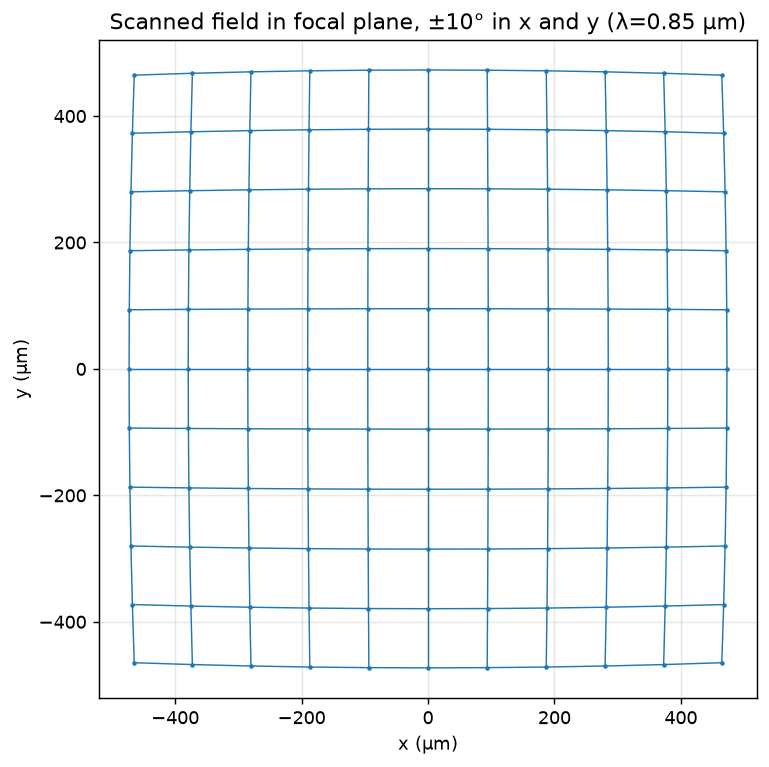 Scanned field in focal plane, ±10° in x and y (λ=0.85 μm)
400
200
0
−200
−400
y (μm)
−400 −200 0 200 400
x (μm)